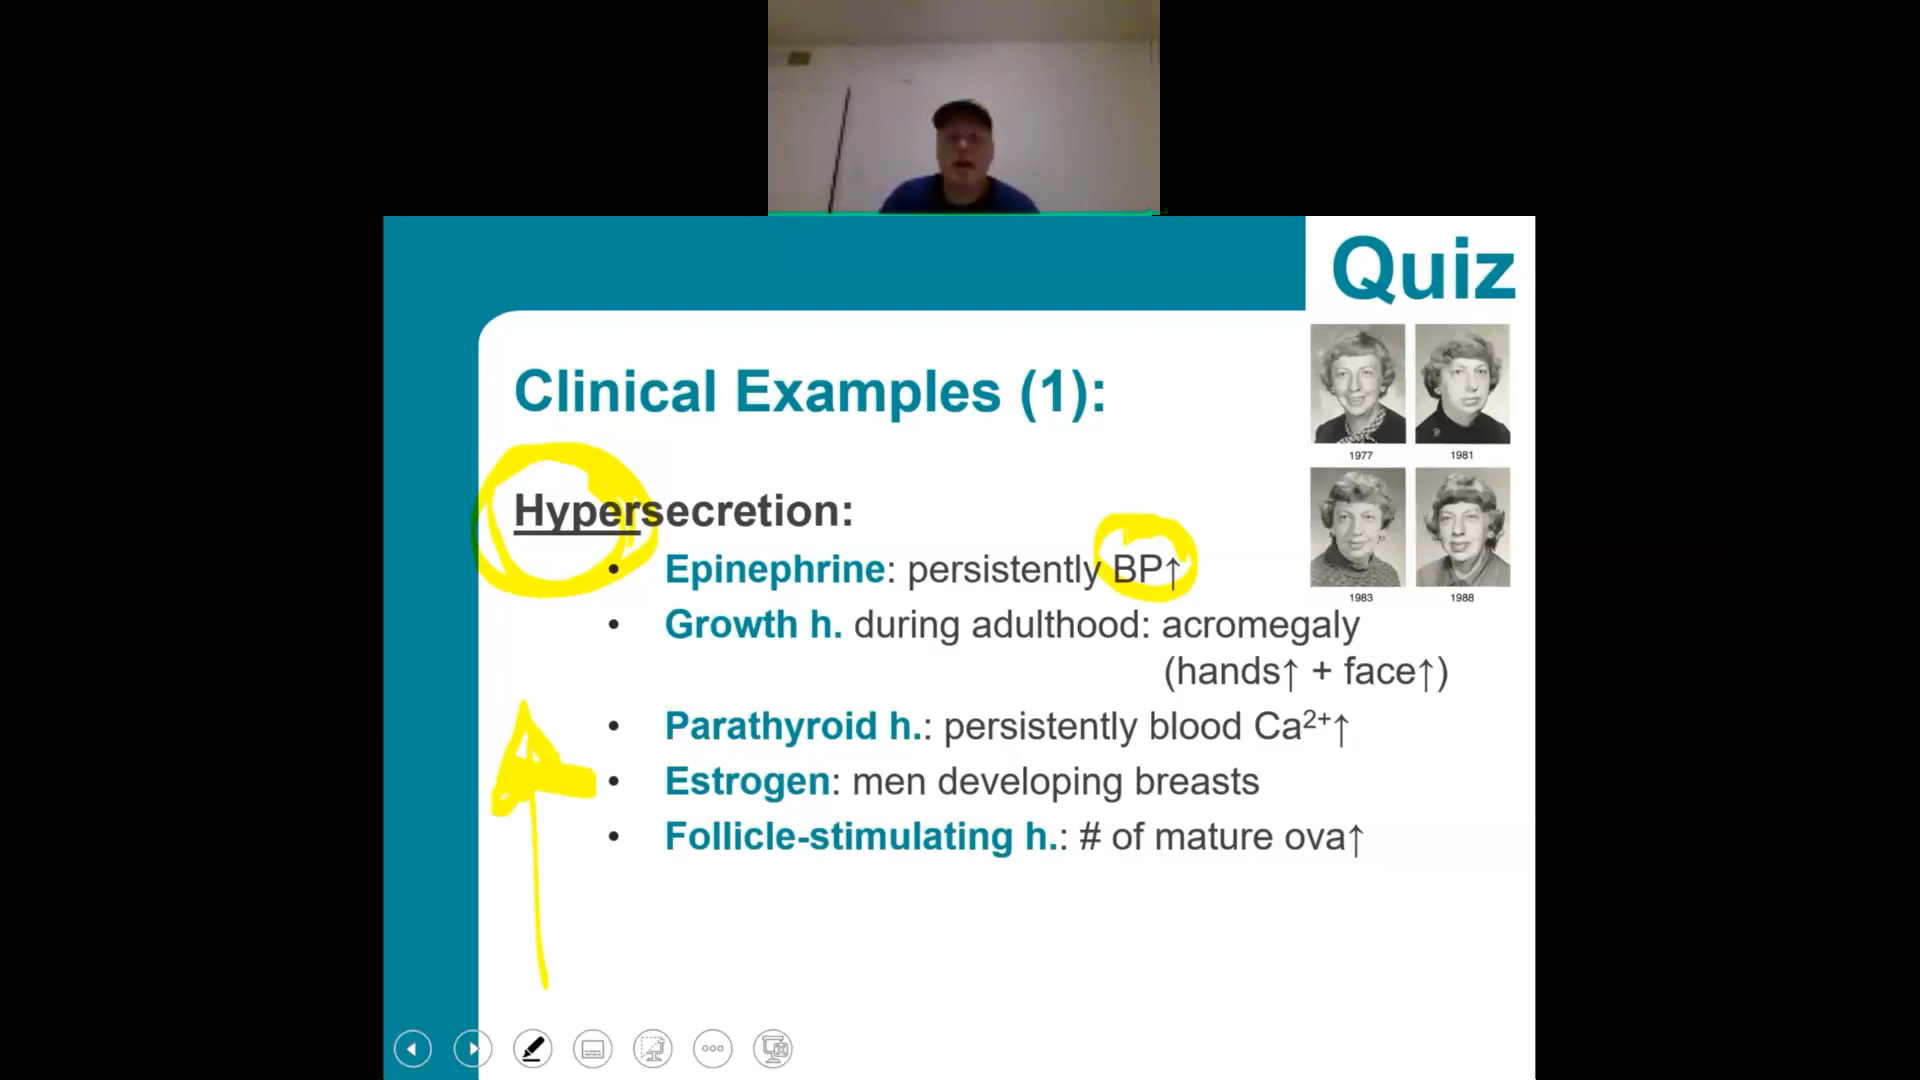 Quiz
Clinical Examples (1):
1977 1981
Hypersecretion:
• Epinephrine: persistently BP↑
1983 1988
• Growth h. during adulthood: acromegaly
(hands↑ + face↑)
• Parathyroid h.: persistently blood Ca²⁺↑
• Estrogen: men developing breasts
• Follicle-stimulating h.: # of mature ova↑